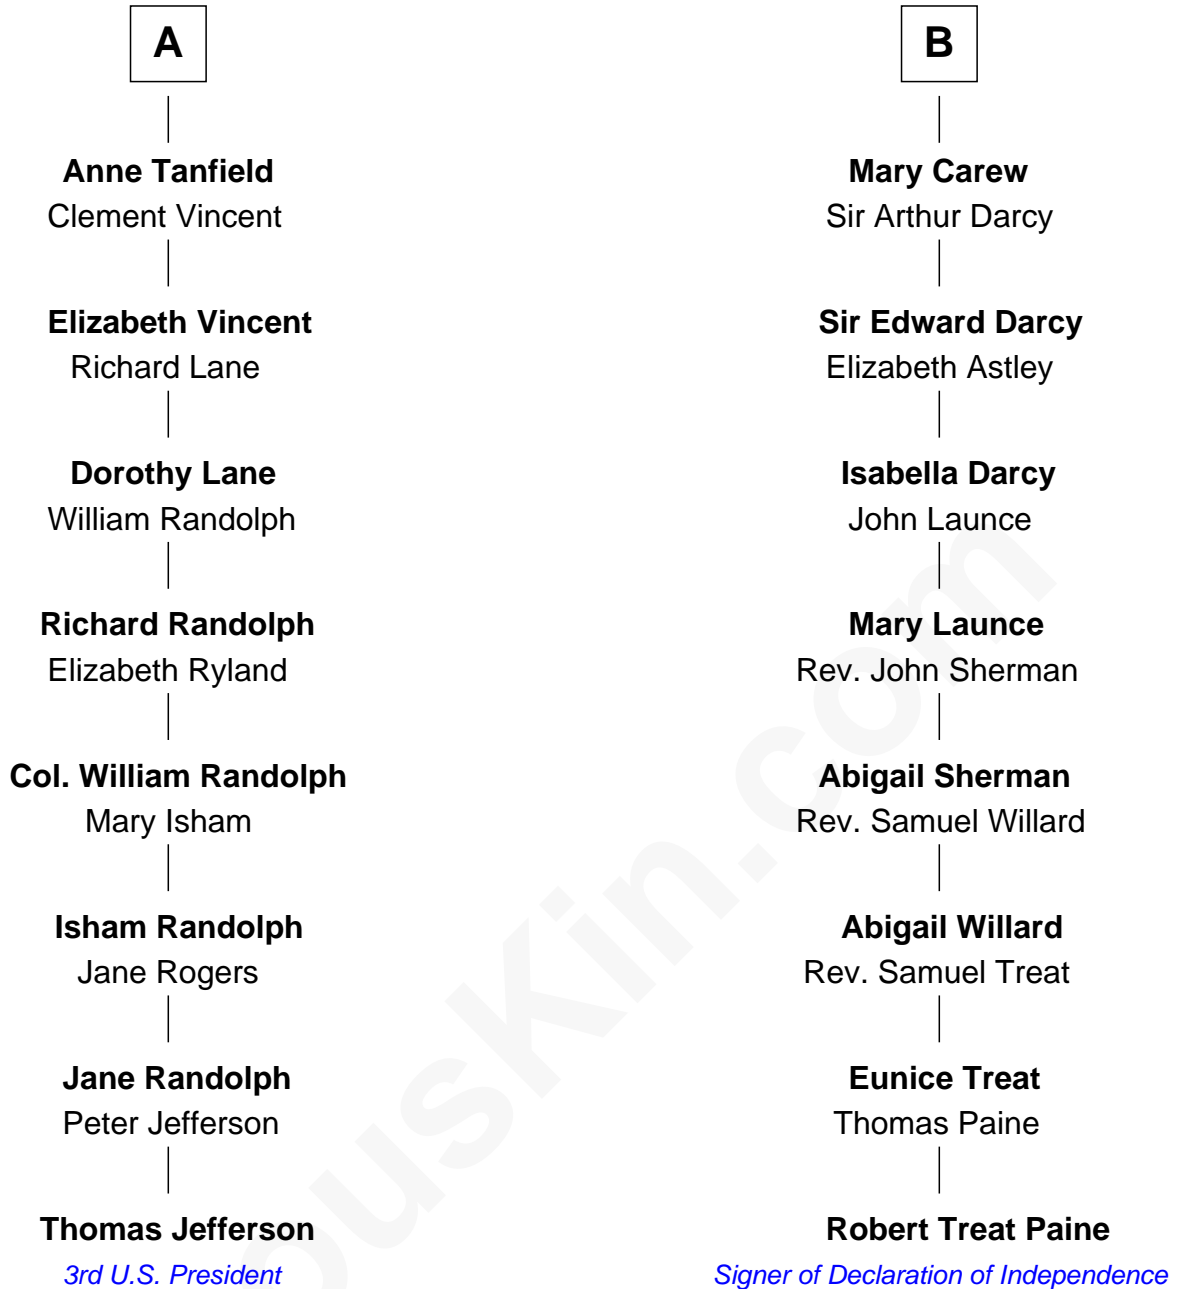 A
Anne Tanfield
Clement Vincent
Elizabeth Vincent
Richard Lane
Dorothy Lane
William Randolph
Richard Randolph
Elizabeth Ryland
Col. William Randolph
Mary Isham
Isham Randolph
Jane Rogers
Jane Randolph
Peter Jefferson
Thomas Jefferson
3rd U.S. President
B
Mary Carew
Sir Arthur Darcy
Sir Edward Darcy
Elizabeth Astley
Isabella Darcy
John Launce
Mary Launce
Rev. John Sherman
Abigail Sherman
Rev. Samuel Willard
Abigail Willard
Rev. Samuel Treat
Eunice Treat
Thomas Paine
Robert Treat Paine
Signer of Declaration of Independence